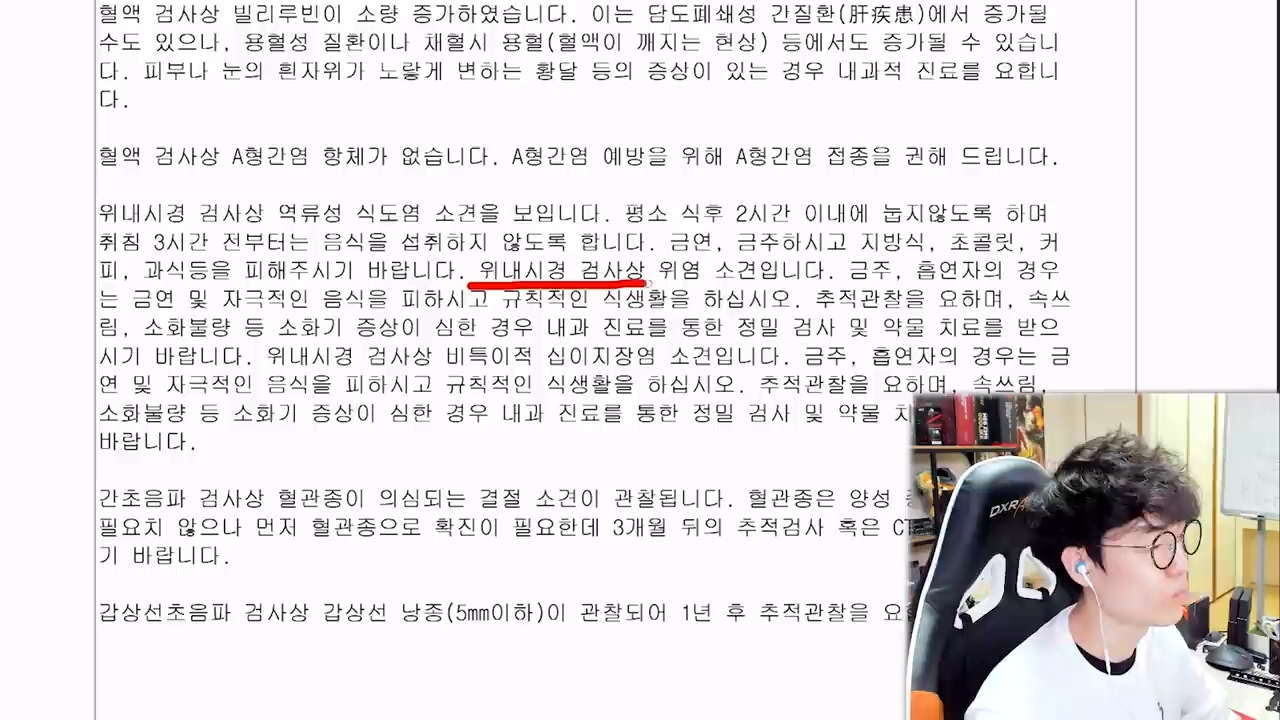 혈액 검사상 빌리루빈이 소량 증가하였습니다. 이는 담도폐쇄성 간질환(肝疾患)에서 증가될
수도 있으나, 용혈성 질환이나 채혈시 용혈(혈액이 깨지는 현상) 등에서도 증가될 수 있습니
다. 피부나 눈의 흰자위가 노랗게 변하는 황달 등의 증상이 있는 경우 내과적 진료를 요합니
다.
혈액 검사상 A형간염 항체가 없습니다. A형간염 예방을 위해 A형간염 접종을 권해 드립니다.
위내시경 검사상 역류성 식도염 소견을 보입니다. 평소 식후 2시간 이내에 눕지않도록 하며
취침 3시간 전부터는 음식을 섭취하지 않도록 합니다. 금연, 금주하시고 지방식, 초콜릿, 커
피, 과식등을 피해주시기 바랍니다. 위내시경 검사상 위염 소견입니다. 금주, 흡연자의 경우
는 금연 및 자극적인 음식을 피하시고 규칙적인 식생활을 하십시오. 추적관찰을 요하며, 속쓰
림, 소화불량 등 소화기 증상이 심한 경우 내과 진료를 통한 정밀 검사 및 약물 치료를 받으
시기 바랍니다. 위내시경 검사상 비특이적 십이지장염 소견입니다. 금주, 흡연자의 경우는 금
연 및 자극적인 음식을 피하시고 규칙적인 식생활을 하십시오. 추적관찰을 요하며, 속쓰림,
소화불량 등 소화기 증상이 심한 경우 내과 진료를 통한 정밀 검사 및 약물
바랍니다.
간초음파 검사상 혈관종이 의심되는 결절 소견이 관찰됩니다. 혈관종은 양성
필요치 않으나 먼저 혈관종으로 확진이 필요한데 3개월 뒤의 추적검사 혹은 CT
기 바랍니다.
갑상선초음파 검사상 갑상선 낭종(5mm이하)이 관찰되어 1년 후 추적관찰을
DXR